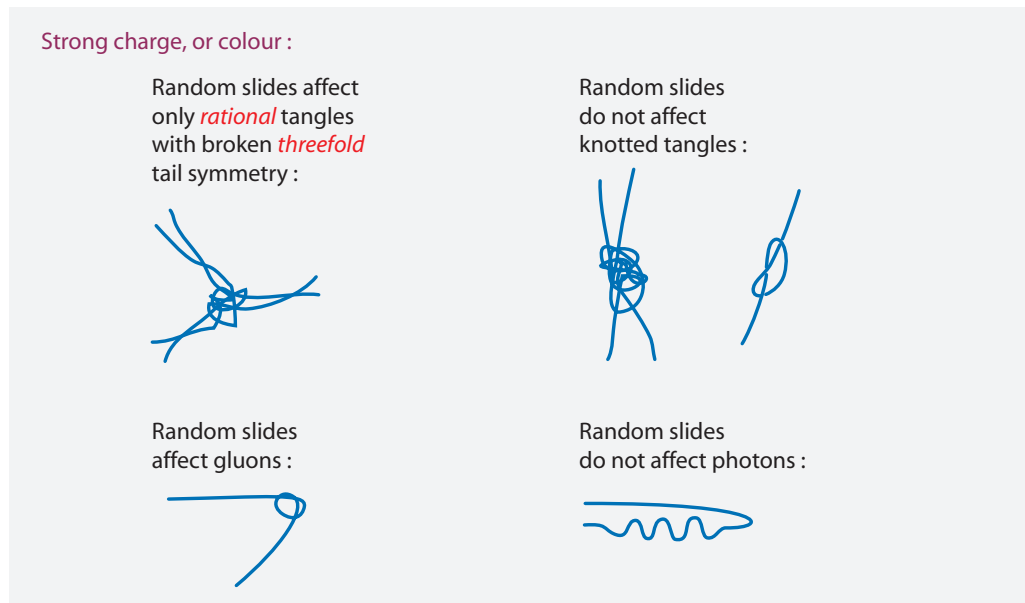 Strong charge, or colour :
Random slides affect
only rational tangles
with broken threefold
tail symmetry :
Random slides
do not affect
knotted tangles :
Random slides
affect gluons :
Random slides
do not affect photons :